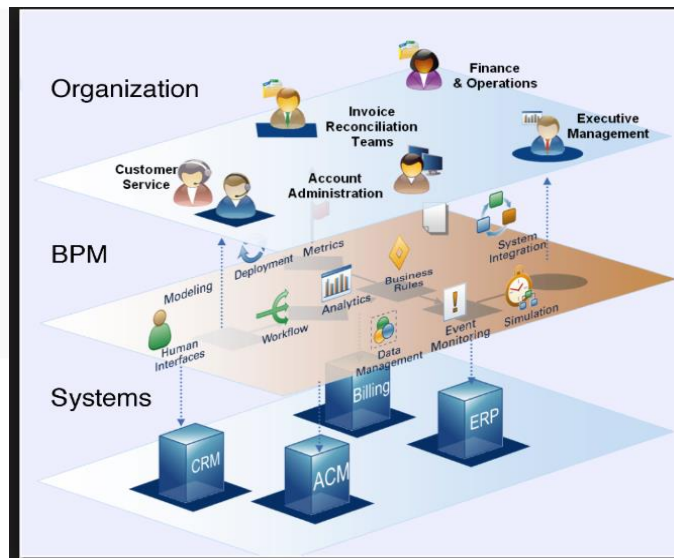 Organization
Finance
& Operations
Invoice
Reconciliation
Teams
Executive
Management
Customer
Service
Account
Administration
BPM
Modeling
Deployment
Metrics
Business
Rules
System
Integration
Human
Interfaces
Workflow
Analytics
Data
Management
Event
Monitoring
Simulation
Systems
Billing
CRM
ACM
ERP